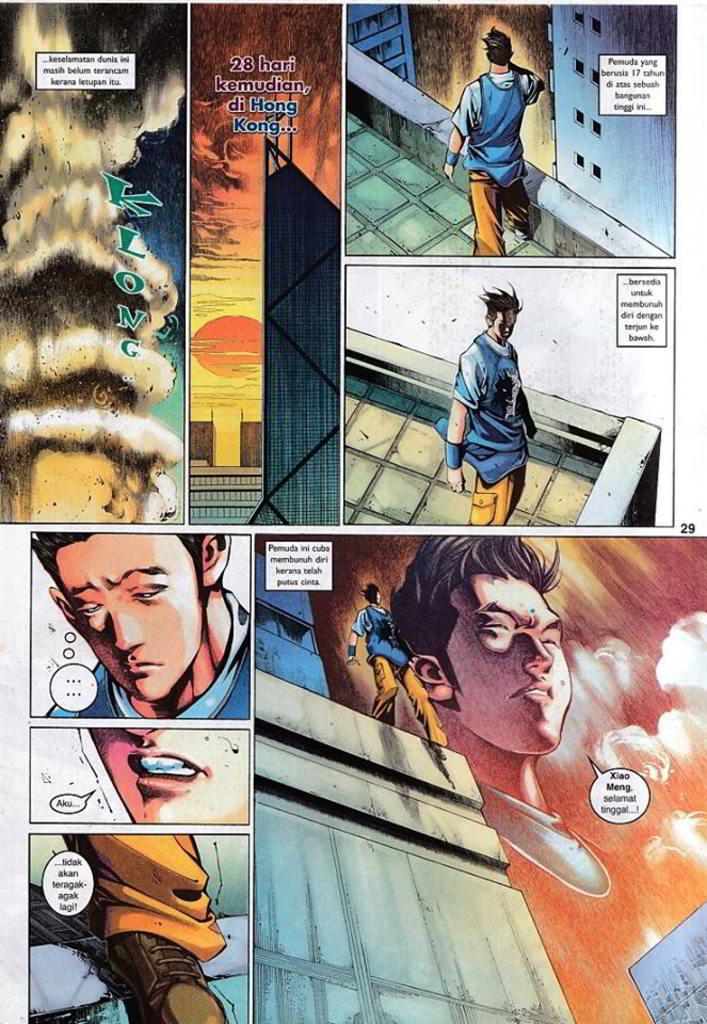 ...keselamatan dunia ini
masih belum terancam
kerana letupan itu.
KLONG...
28 hari
kemudian,
di Hong
Kong...
Pemuda yang
berusia 17 tahun
di atas sebuah
bangunan
tinggi ini...
...bersedia
untuk
membunuh
diri dengan
terjun ke
bawah.
29
...
...
Aku...
...tidak
akan
teragak-
agak
lagi!
Pemuda ini cuba
membunuh diri
kerana telah
putus cinta.
Xiao
Meng,
selamat
tinggal...!